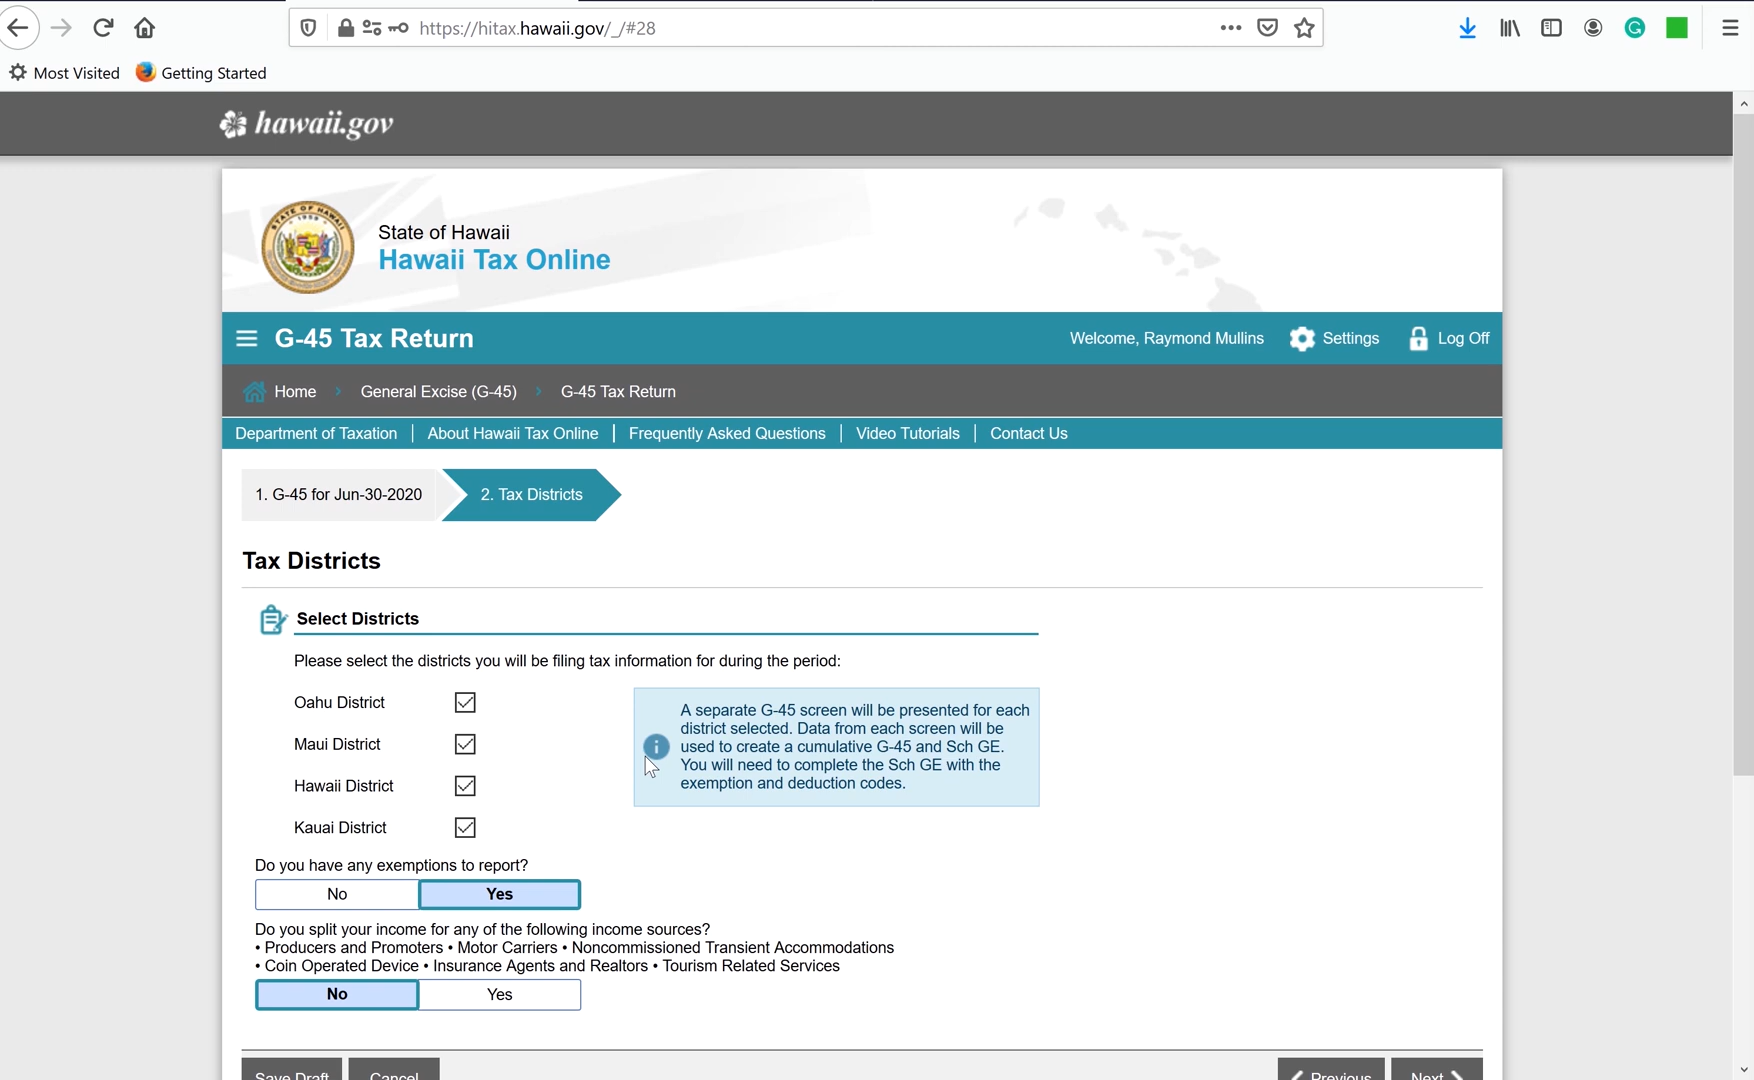 https://hitax.hawaii.gov/_/#28
Most Visited Getting Started
hawaii.gov
State of Hawaii
Hawaii Tax Online
G-45 Tax Return Welcome, Raymond Mullins Settings Log Off
Home General Excise (G-45) G-45 Tax Return
Department of Taxation About Hawaii Tax Online Frequently Asked Questions Video Tutorials Contact Us
1. G-45 for Jun-30-2020 2. Tax Districts
Tax Districts
Select Districts
Please select the districts you will be filing tax information for during the period:
Oahu District
Maui District
Hawaii District
Kauai District
A separate G-45 screen will be presented for each
district selected. Data from each screen will be
used to create a cumulative G-45 and Sch GE.
You will need to complete the Sch GE with the
exemption and deduction codes.
Do you have any exemptions to report?
No Yes
Do you split your income for any of the following income sources?
• Producers and Promoters • Motor Carriers • Noncommissioned Transient Accommodations
• Coin Operated Device • Insurance Agents and Realtors • Tourism Related Services
No Yes
Save Draft Cancel Previous Next